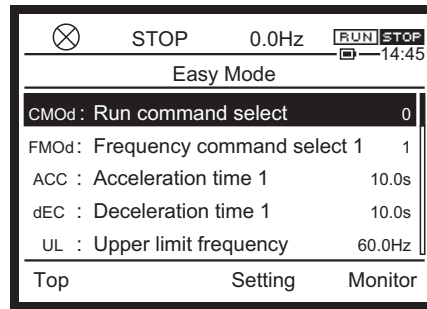 STOP 0.0Hz RUN STOP
14:45
Easy Mode
CMOd : Run command select 0
FMOd : Frequency command select 1 1
ACC : Acceleration time 1 10.0s
dEC : Deceleration time 1 10.0s
UL : Upper limit frequency 60.0Hz
Top Setting Monitor